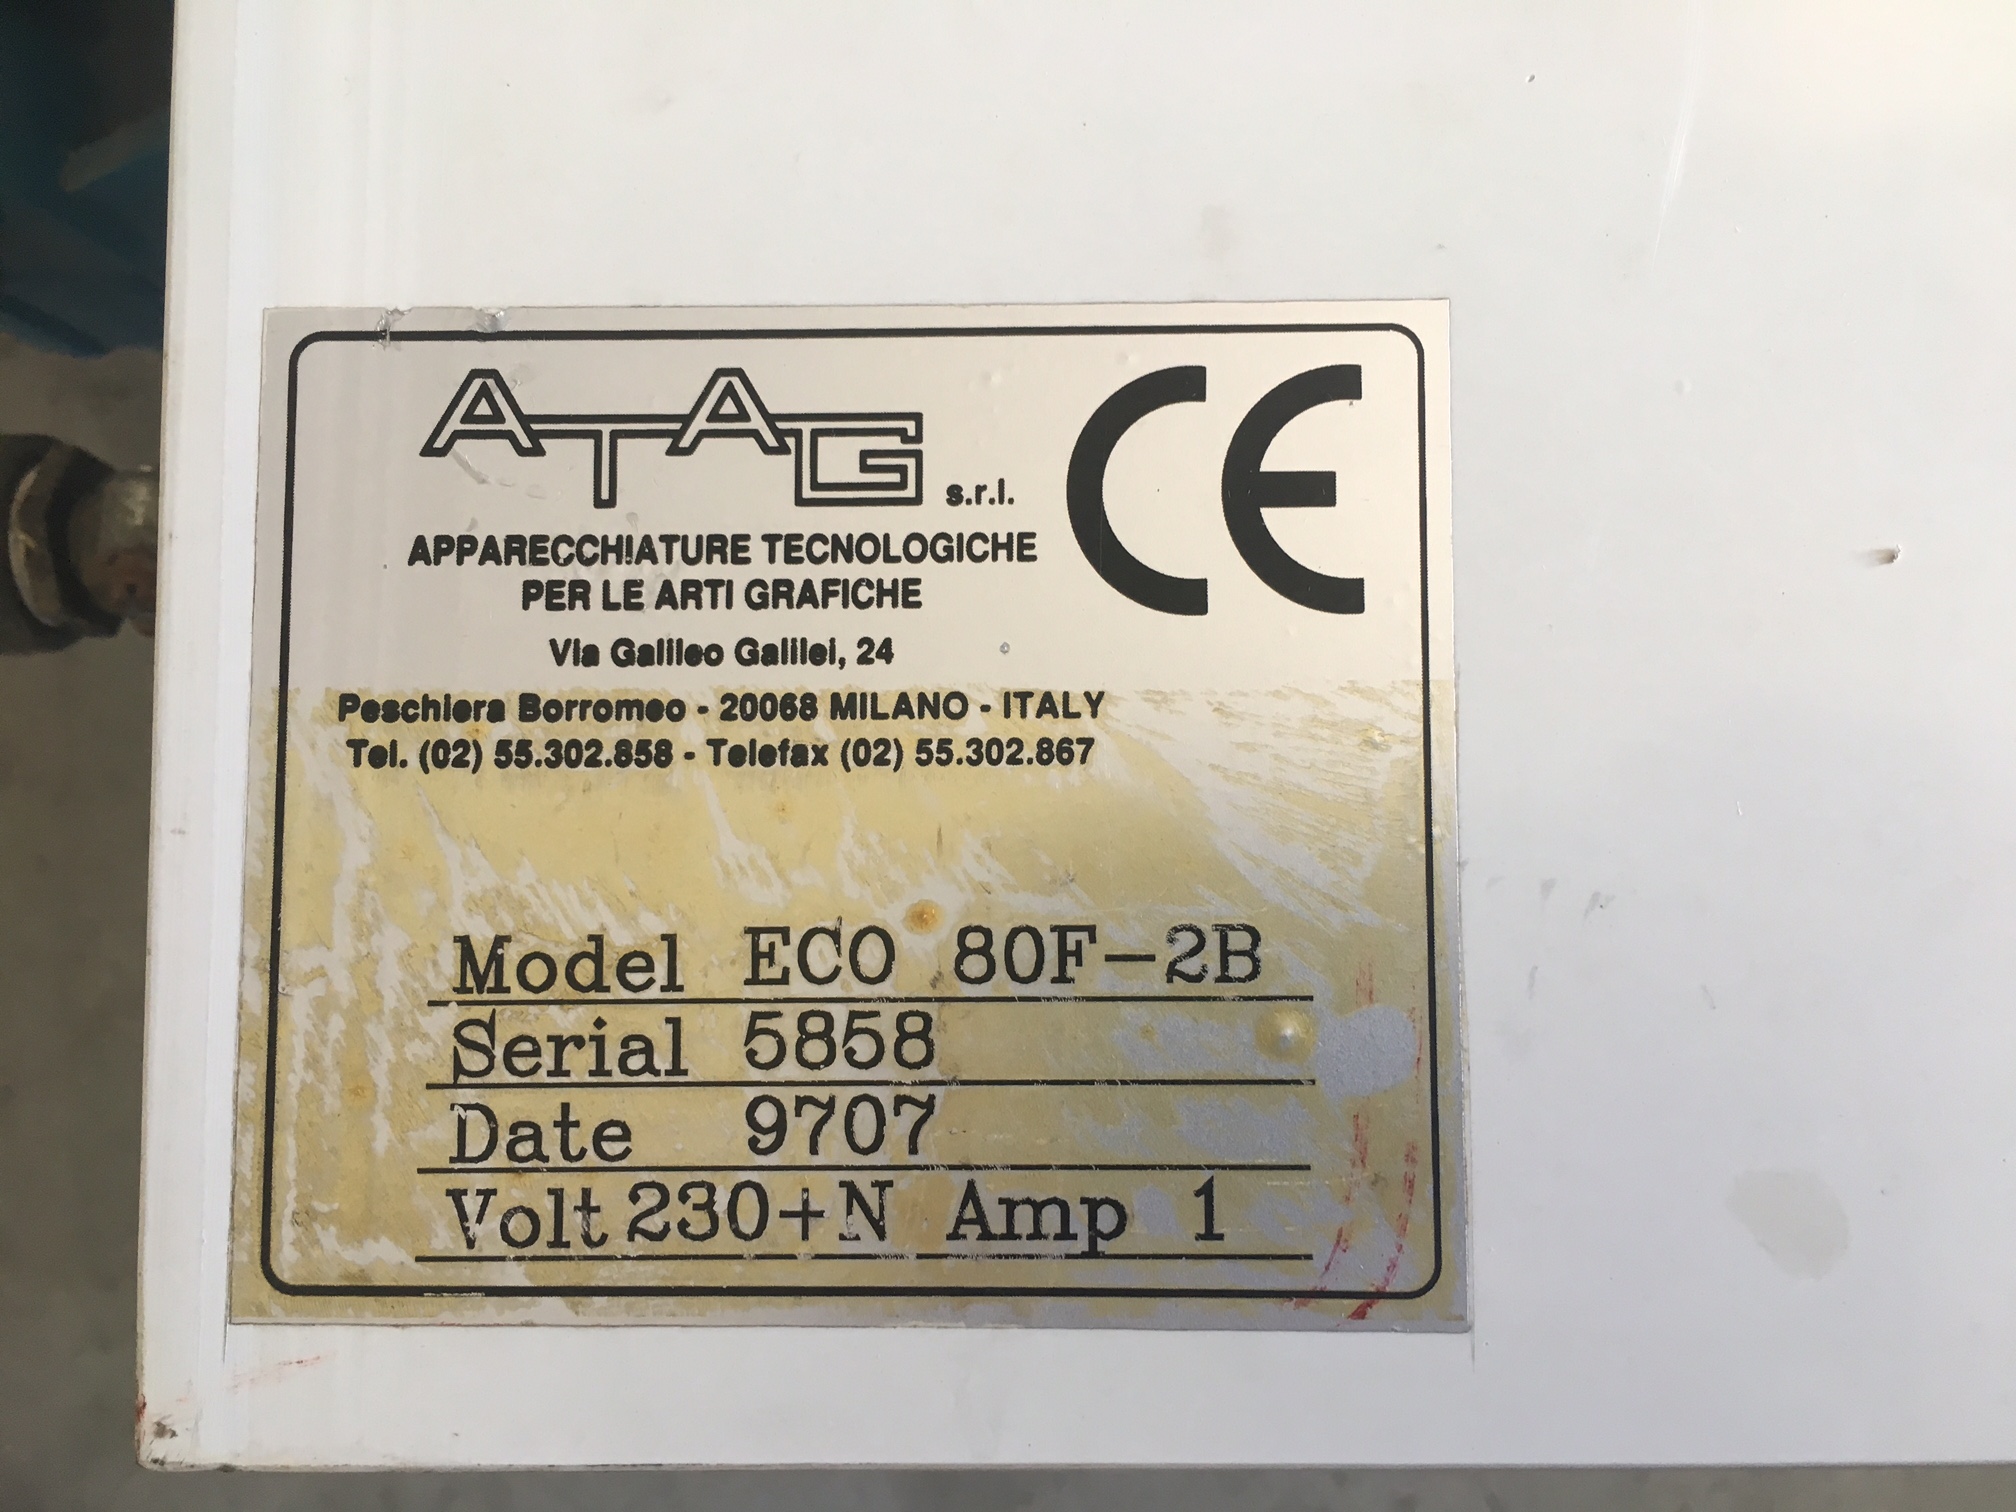 ATAG s.r.l.
CE
APPARECCHIATURE TECNOLOGICHE
PER LE ARTI GRAFICHE
Via Galileo Galilei, 24
Peschiera Borromeo - 20068 MILANO - ITALY
Tel. (02) 55.302.858 - Telefax (02) 55.302.867
Model ECO 80F-2B
Serial 5858
Date 9707
Volt 230+N Amp 1